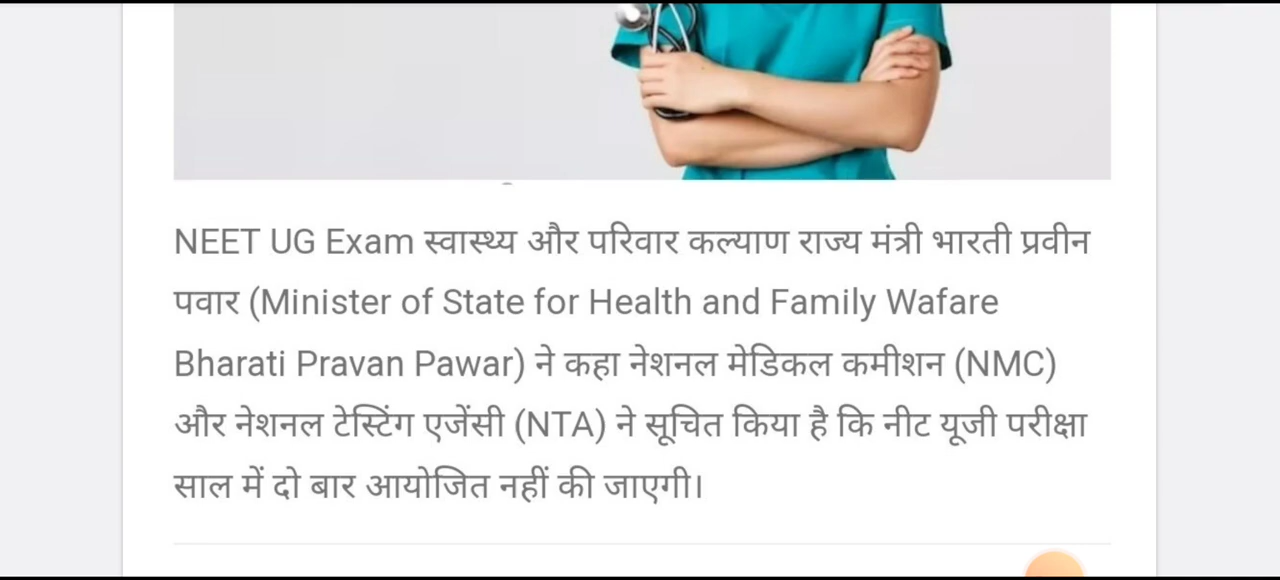 NEET UG Exam स्वास्थ्य और परिवार कल्याण राज्य मंत्री भारती प्रवीन
पवार (Minister of State for Health and Family Wafare
Bharati Pravan Pawar) ने कहा नेशनल मेडिकल कमीशन (NMC)
और नेशनल टेस्टिंग एजेंसी (NTA) ने सूचित किया है कि नीट यूजी परीक्षा
साल में दो बार आयोजित नहीं की जाएगी।